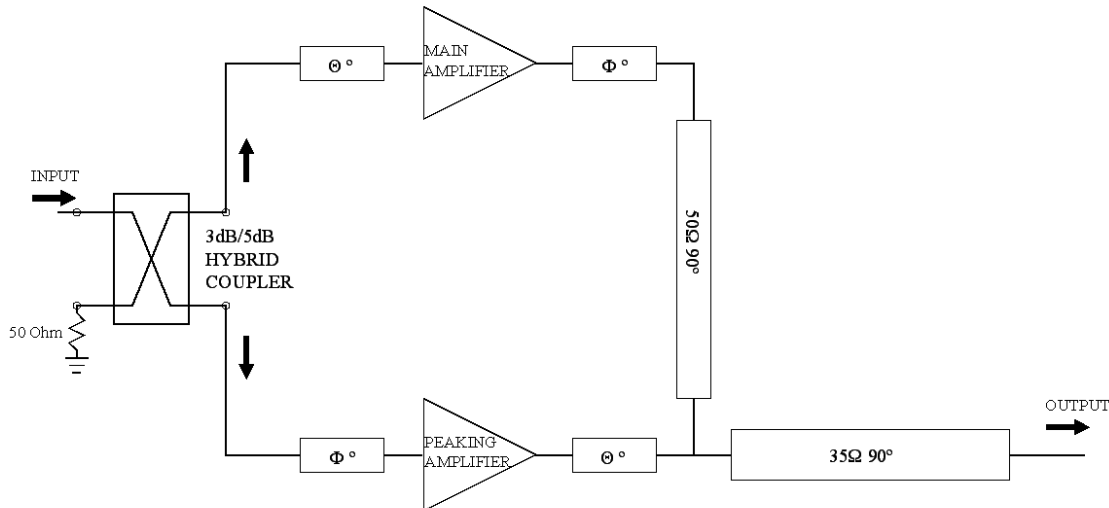 Θ °
MAIN
AMPLIFIER
Φ °
INPUT
3dB/5dB
HYBRID
COUPLER
50Ω 90°
50 Ohm
Φ °
PEAKING
AMPLIFIER
Θ °
35Ω 90°
OUTPUT